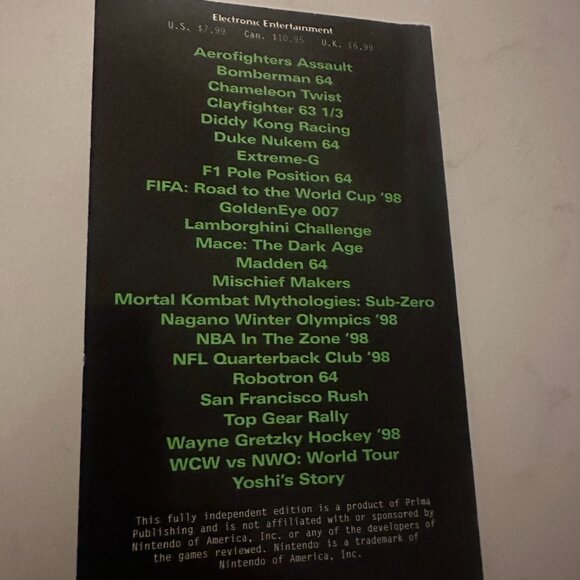 Electronic Entertainment
U.S. $7.99 Can. $10.95 U.K. £6.99
Aerofighters Assault
Bomberman 64
Chameleon Twist
Clayfighter 63 1/3
Diddy Kong Racing
Duke Nukem 64
Extreme-G
F1 Pole Position 64
FIFA: Road to the World Cup '98
GoldenEye 007
Lamborghini Challenge
Mace: The Dark Age
Madden 64
Mischief Makers
Mortal Kombat Mythologies: Sub-Zero
Nagano Winter Olympics '98
NBA In The Zone '98
NFL Quarterback Club '98
Robotron 64
San Francisco Rush
Top Gear Rally
Wayne Gretzky Hockey '98
WCW vs NWO: World Tour
Yoshi's Story
This fully independent edition is a product of Prima
Publishing and is not affiliated with or sponsored by
Nintendo of America, Inc. or any of the developers of
the games reviewed. Nintendo is a trademark of
Nintendo of America, Inc.